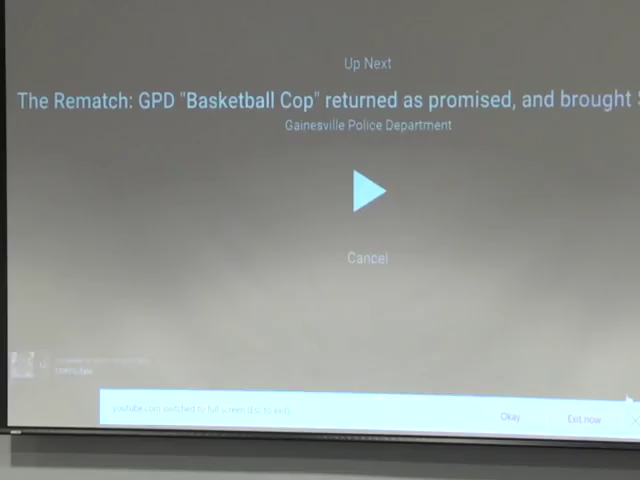 Up Next
The Rematch: GPD "Basketball Cop" returned as promised, and brought
Gainesville Police Department
Cancel
youtube.com switched to full screen (Esc to exit)
Okay
Exit now